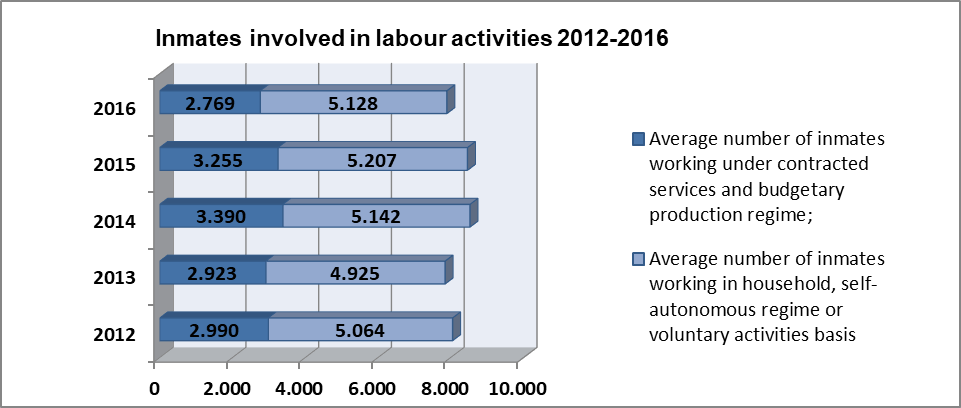 Inmates involved in labour activities 2012-2016
2016
2.769 5.128
2015
3.255 5.207
2014
3.390 5.142
2013
2.923 4.925
2012
2.990 5.064
0 2.000 4.000 6.000 8.000 10.000
Average number of inmates
working under contracted
services and budgetary
production regime;
Average number of inmates
working in household, self-
autonomous regime or
voluntary activities basis